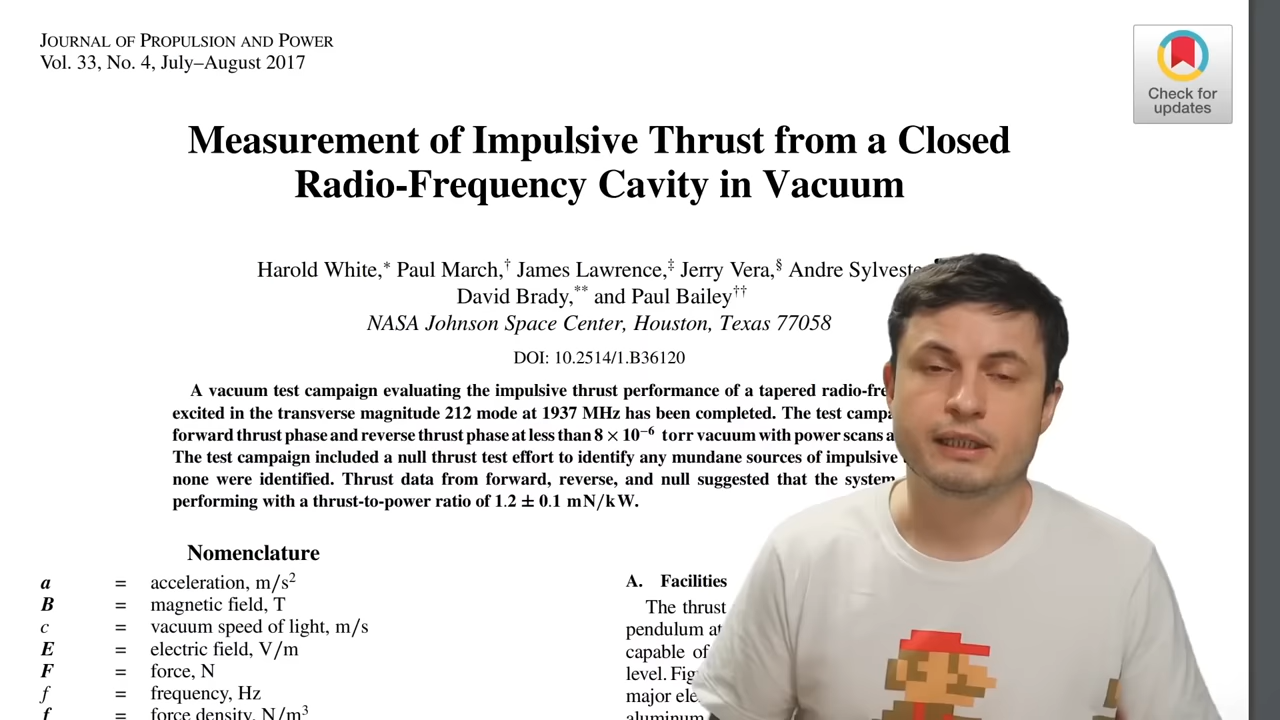 JOURNAL OF PROPULSION AND POWER
Vol. 33, No. 4, July–August 2017
Check for
updates
Measurement of Impulsive Thrust from a Closed
Radio-Frequency Cavity in Vacuum
Harold White,* Paul March,† James Lawrence,‡ Jerry Vera,§ Andre
David Brady,** and Paul Bailey††
NASA Johnson Space Center, Houston, Texas 77058
DOI: 10.2514/1.B36120
A vacuum test campaign evaluating the impulsive thrust performance of a tapered
excited in the transverse magnitude 212 mode at 1937 MHz has been completed. The test
forward thrust phase and reverse thrust phase at less than 8 × 10⁻⁶ torr vacuum with power scans
The test campaign included a null thrust test effort to identify any mundane sources of impulsive
none were identified. Thrust data from forward, reverse, and null suggested that the system
performing with a thrust-to-power ratio of 1.2 ± 0.1 mN/kW.
Nomenclature
a = acceleration, m/s²
B = magnetic field, T
c = vacuum speed of light, m/s
E = electric field, V/m
F = force, N
f = frequency, Hz
f = force density, N/m³
A. Facilities
The thrust
pendulum at
capable of
level.
major
aluminum